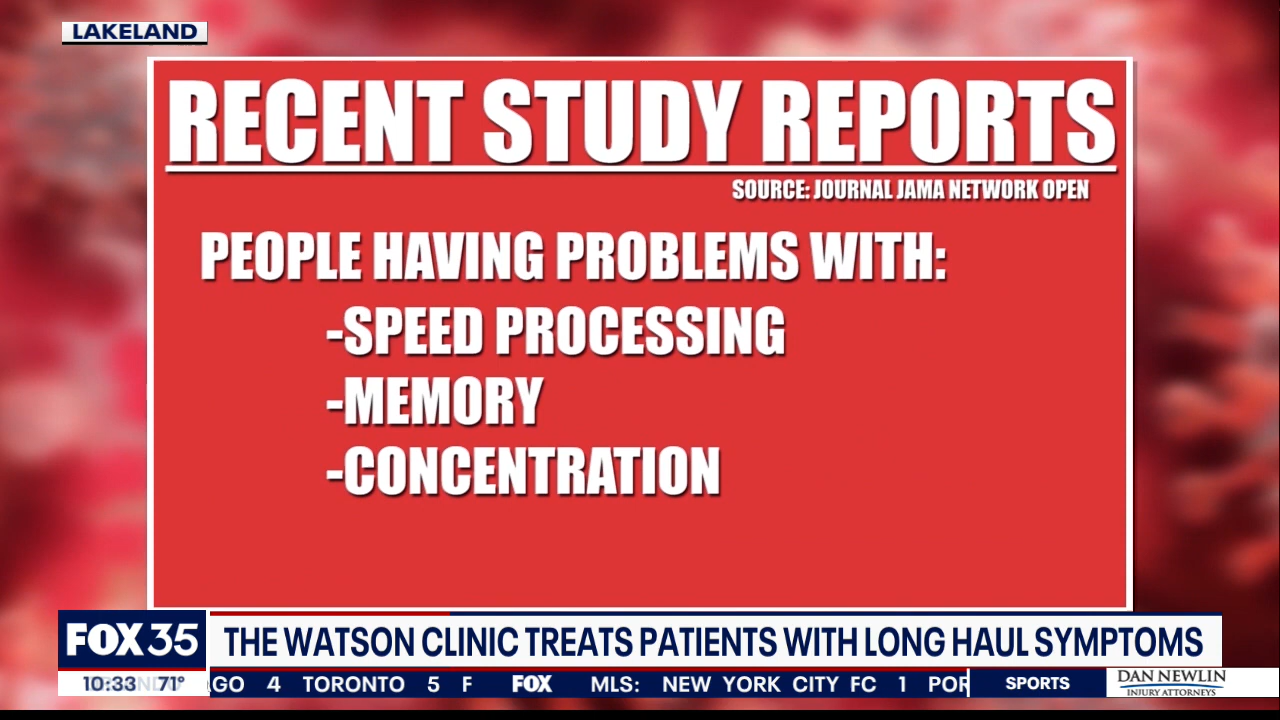 LAKELAND
RECENT STUDY REPORTS
SOURCE: JOURNAL JAMA NETWORK OPEN
PEOPLE HAVING PROBLEMS WITH:
-SPEED PROCESSING
-MEMORY
-CONCENTRATION
FOX 35 THE WATSON CLINIC TREATS PATIENTS WITH LONG HAUL SYMPTOMS
10:33 71° 4 TORONTO 5 F FOX MLS: NEW YORK CITY FC 1 SPORTS DAN NEWLIN
INJURY ATTORNEYS